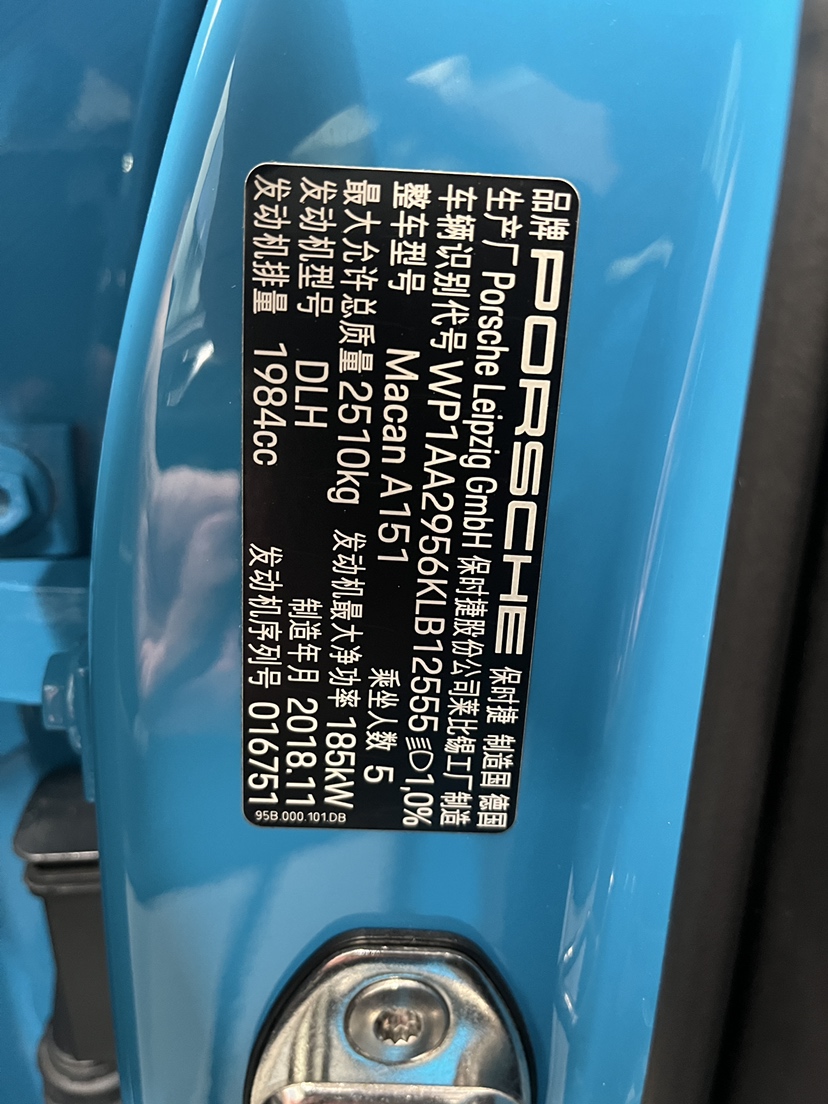 品牌 PORSCHE 保时捷 制造国 德国
生产厂 Porsche Leipzig GmbH 保时捷股份公司莱比锡工厂制造
车辆识别代号 WP1AA2956KLB12555 1,0%
整车型号 Macan A151 乘坐人数 5
最大允许总质量 2510kg 发动机最大净功率 185kW
发动机型号 DLH 制造年月 2018.11
发动机排量 1984cc 发动机序列号 016751
95B.000.101.DB